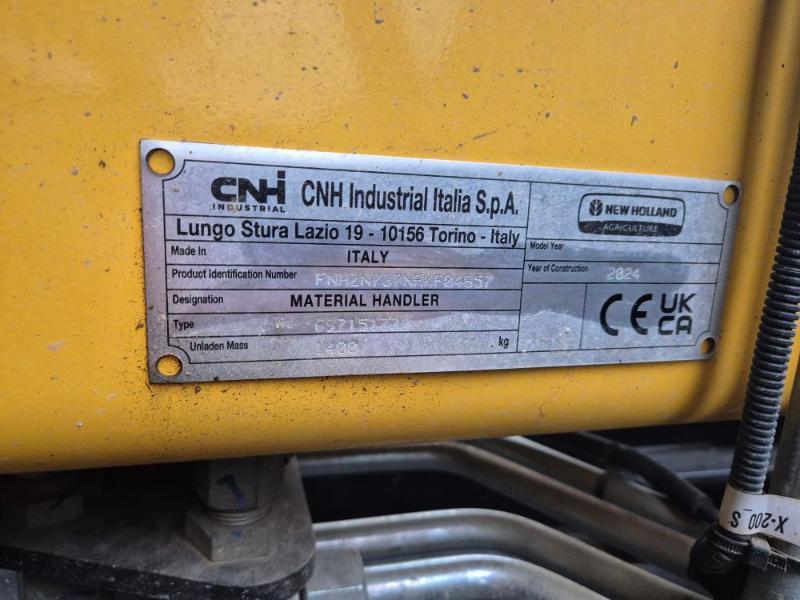 CNH INDUSTRIAL
CNH Industrial Italia S.p.A.
Lungo Stura Lazio 19 - 10156 Torino - Italy
Made In ITALY
Product Identification Number
Designation MATERIAL HANDLER
Type
Unladen Mass 1400 kg
NEW HOLLAND
AGRICULTURE
Model Year
Year of Construction 2024
CE UK
CA
X-200_S